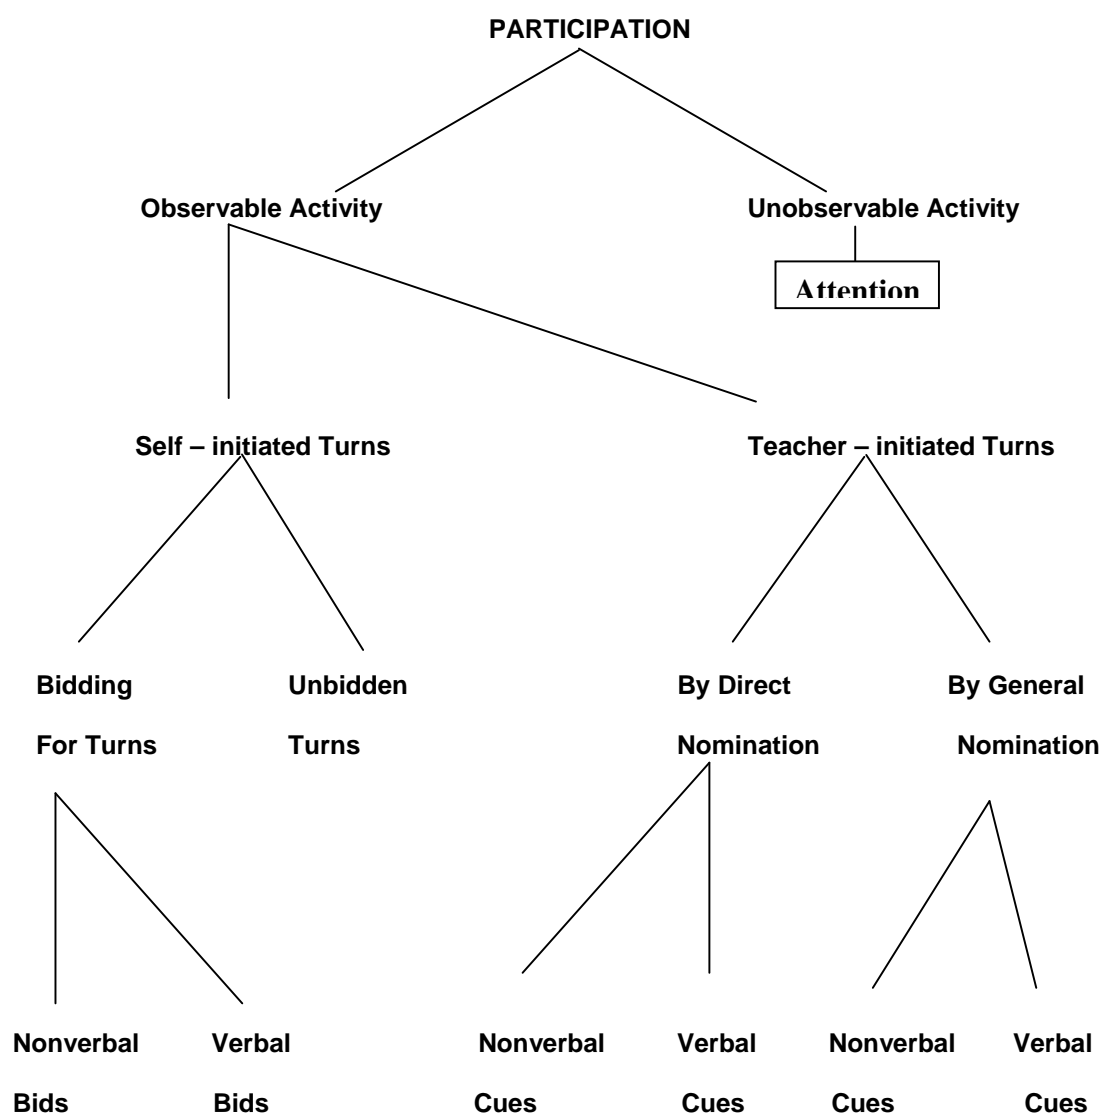 PARTICIPATION
Observable Activity
Unobservable Activity
Attention
Self – initiated Turns
Teacher – initiated Turns
Bidding
For Turns
Unbidden
Turns
By Direct
Nomination
By General
Nomination
Nonverbal
Bids
Verbal
Bids
Nonverbal
Cues
Verbal
Cues
Nonverbal
Cues
Verbal
Cues